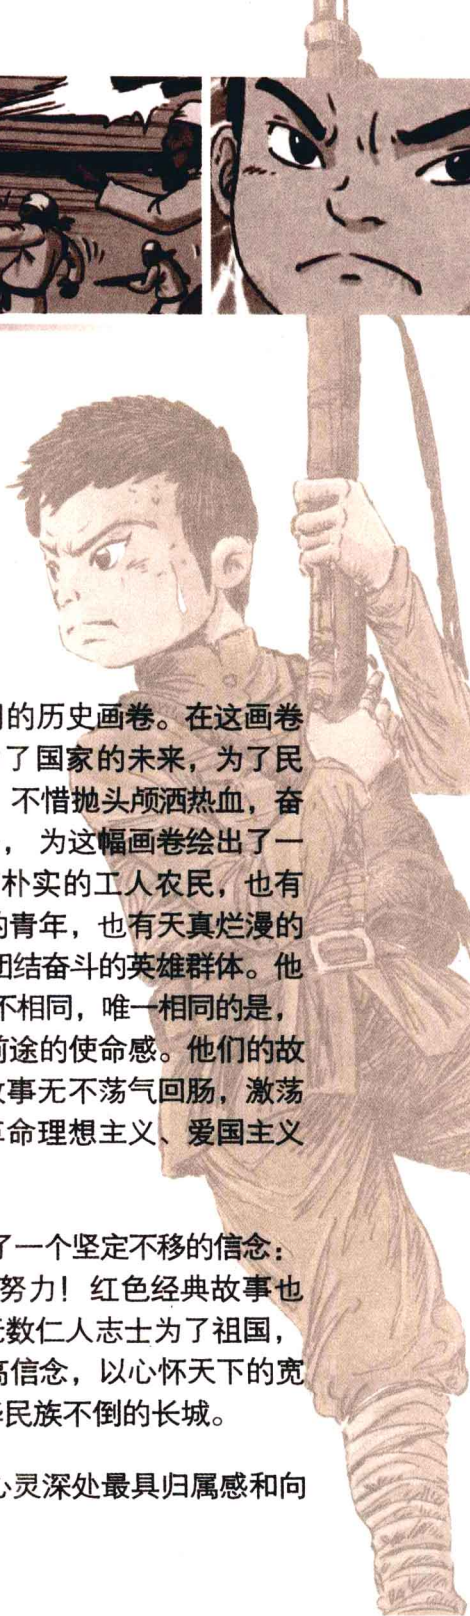 的历史画卷。在这画卷
了国家的未来，为了民
不惜抛头颅洒热血，奋
，为这幅画卷绘出了一
朴实的工人农民，也有
的青年，也有天真烂漫的
团结奋斗的英雄群体。他
不相同，唯一相同的是，
前途的使命感。他们的故
故事无不荡气回肠，激荡
革命理想主义、爱国主义
了一个坚定不移的信念：
努力！红色经典故事也
无数仁人志士为了祖国，
高信念，以心怀天下的宽
华民族不倒的长城。
心灵深处最具归属感和向